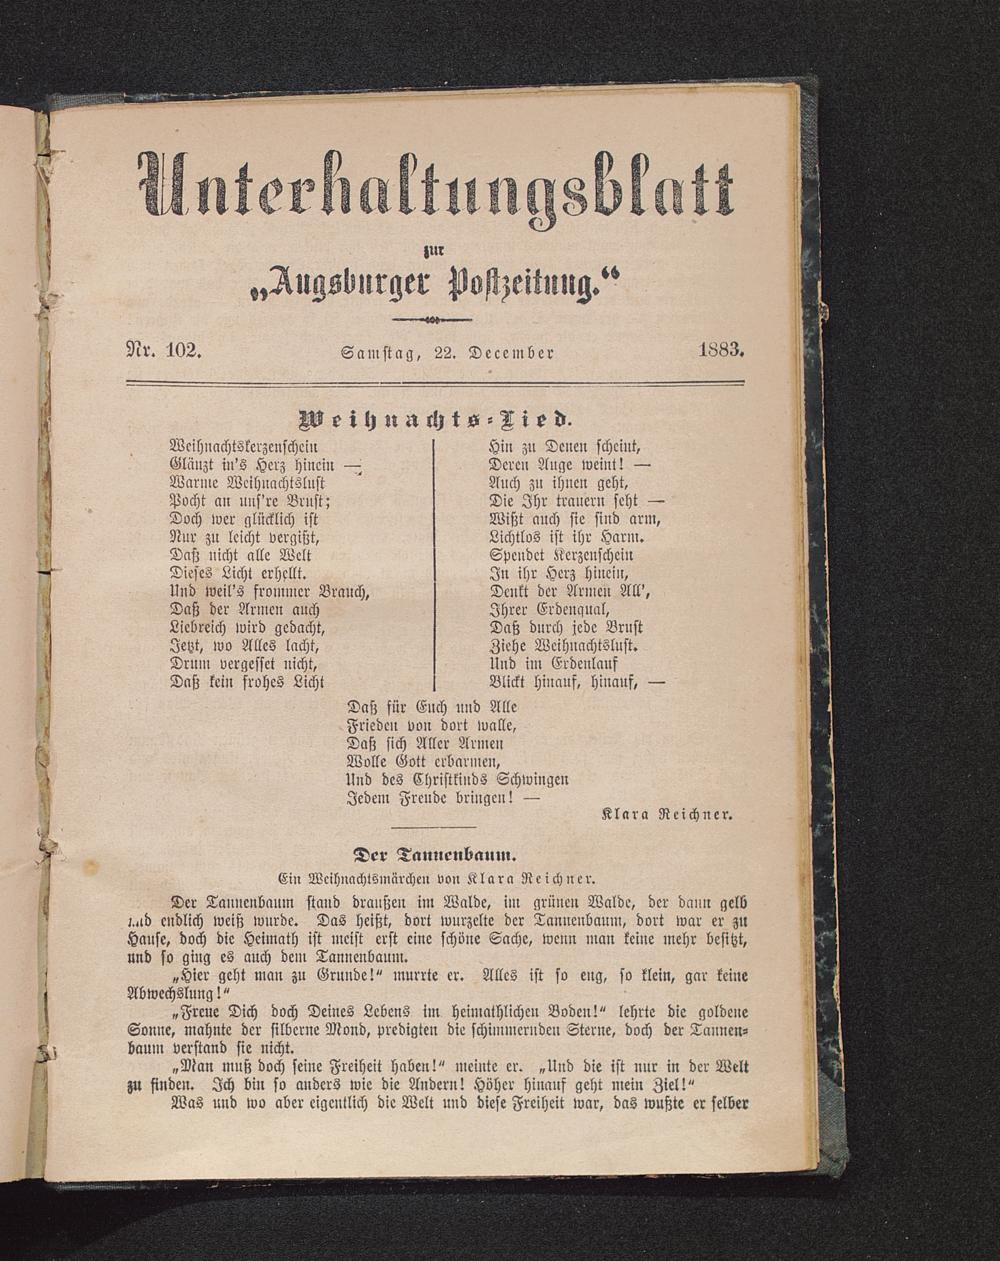 Unterhaltungsblatt
zur
„Augsburger Postzeitung.“
Nr. 102. Samstag, 22. December 1883.
Weihnachts-Lied.
Weihnachtskerzenschein
Glänzt in's Herz hinein —
Warme Weihnachtslust
Pocht an uns're Brust;
Doch wer glücklich ist
Nur zu leicht vergißt,
Daß nicht alle Welt
Dieses Licht erhellt.
Und weil's frommer Brauch,
Daß der Armen auch
Liebreich wird gedacht,
Jetzt, wo Alles lacht,
Drum vergesset nicht,
Daß kein frohes Licht
Hin zu Denen scheint,
Deren Auge weint! —
Auch zu ihnen geht,
Die Ihr trauern seht —
Wißt auch sie sind arm,
Lichtlos ist ihr Harm.
Spendet Kerzenschein
In ihr Herz hinein,
Denkt der Armen All',
Ihrer Erdenqual,
Daß durch jede Brust
Ziehe Weihnachtslust.
Und im Erdenlauf
Blickt hinauf, hinauf, —
Daß für Euch und Alle
Frieden von dort walle,
Daß sich Aller Armen
Wolle Gott erbarmen,
Und des Christkinds Schwingen
Jedem Freude bringen! —
Klara Reichner.
Der Tannenbaum.
Ein Weihnachtsmärchen von Klara Reichner.
Der Tannenbaum stand draußen im Walde, im grünen Walde, der dann gelb
und endlich weiß wurde. Das heißt, dort wurzelte der Tannenbaum, dort war er zu
Hause, doch die Heimath ist meist erst eine schöne Sache, wenn man keine mehr besitzt,
und so ging es auch dem Tannenbaum.
„Hier geht man zu Grunde!“ murrte er. Alles ist so eng, so klein, gar keine
Abwechslung!“
„Freue Dich doch Deines Lebens im heimathlichen Boden!“ lehrte die goldene
Sonne, mahnte der silberne Mond, predigten die schimmernden Sterne, doch der Tannen-
baum verstand sie nicht.
„Man muß doch seine Freiheit haben!“ meinte er. „Und die ist nur in der Welt
zu finden. Ich bin so anders wie die Andern! Höher hinauf geht mein Ziel!“
Was und wo aber eigentlich die Welt und diese Freiheit war, das wußte er selber